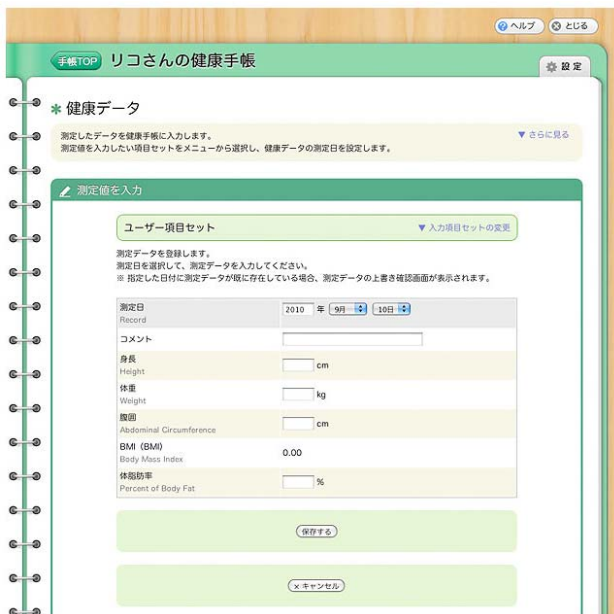 ヘルプ とじる
手帳TOP リコさんの健康手帳
設定
健康データ
測定したデータを健康手帳に入力します。 ▼ さらに見る
測定値を入力したい項目セットをメニューから選択し、健康データの測定日を設定します。
測定値を入力
ユーザー項目セット ▼ 入力項目セットの変更
測定データを登録します。
測定日を選択して、測定データを入力してください。
※ 指定した日付に測定データが既に存在している場合、測定データの上書き確認画面が表示されます。
測定日 2010 年 9月 10日
Record
コメント
身長 cm
Height
体重 kg
Weight
腹囲 cm
Abdominal Circumference
BMI（BMI） 0.00
Body Mass Index
体脂肪率 %
Percent of Body Fat
保存する
× キャンセル